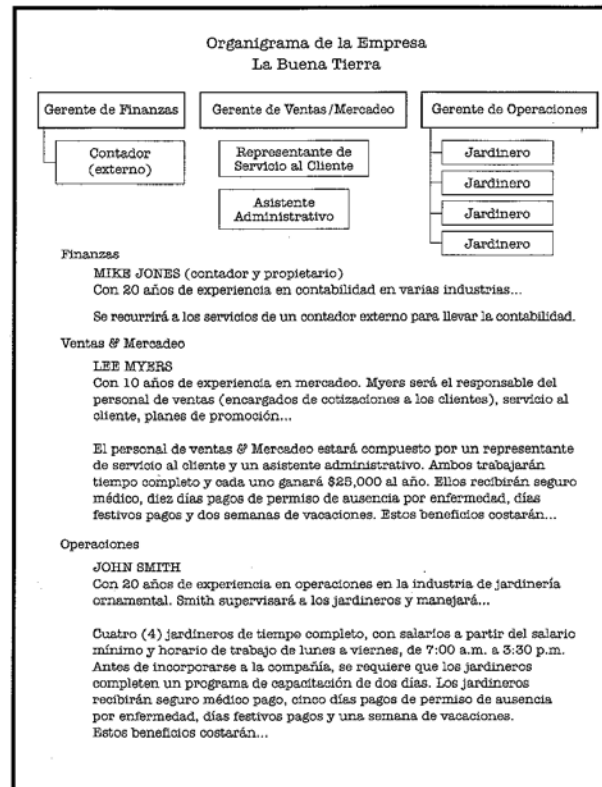 Organigrama de la Empresa
La Buena Tierra
Gerente de Finanzas
Gerente de Ventas/Mercadeo
Gerente de Operaciones
Contador
(externo)
Representante de
Servicio al Cliente
Asistente
Administrativo
Jardinero
Jardinero
Jardinero
Jardinero
Finanzas
MIKE JONES (contador y propietario)
Con 20 años de experiencia en contabilidad en varias industrias...
Se recurrirá a los servicios de un contador externo para llevar la contabilidad.
Ventas & Mercadeo
LEE MYERS
Con 10 años de experiencia en mercadeo. Myers será el responsable del
personal de ventas (encargados de cotizaciones a los clientes), servicio al
cliente, planes de promoción...
El personal de ventas & Mercadeo estará compuesto por un representante
de servicio al cliente y un asistente administrativo. Ambos trabajarán
tiempo completo y cada uno ganará $25,000 al año. Ellos recibirán seguro
médico, diez días pagos de permiso de ausencia por enfermedad, días
festivos pagos y dos semanas de vacaciones. Estos beneficios costarán...
Operaciones
JOHN SMITH
Con 20 años de experiencia en operaciones en la industria de jardinería
ornamental. Smith supervisará a los jardineros y manejará...
Cuatro (4) jardineros de tiempo completo, con salarios a partir del salario
mínimo y horario de trabajo de lunes a viernes, de 7:00 a.m. a 3:30 p.m.
Antes de incorporarse a la compañía, se requiere que los jardineros
completen un programa de capacitación de dos días. Los jardineros
recibirán seguro médico pago, cinco días pagos de permiso de ausencia
por enfermedad, días festivos pagos y una semana de vacaciones.
Estos beneficios costarán...